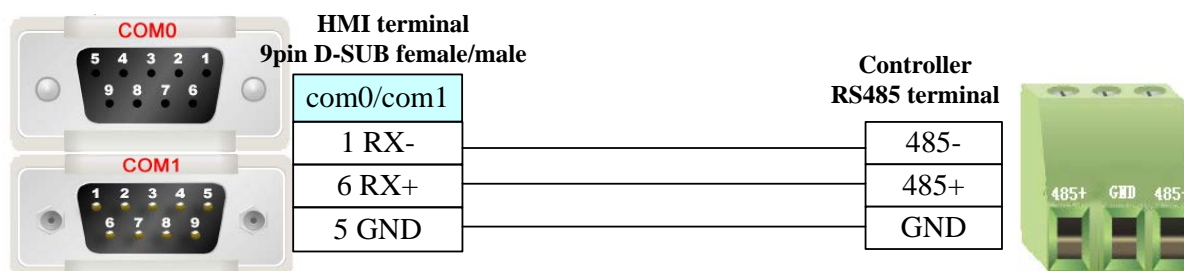 COM0
5 4 3 2 1
9 8 7 6
COM1
1 2 3 4 5
6 7 8 9
HMI terminal
9pin D-SUB female/male
com0/com1
1 RX-
6 RX+
5 GND
Controller
RS485 terminal
485-
485+
GND
485+ GND 485-